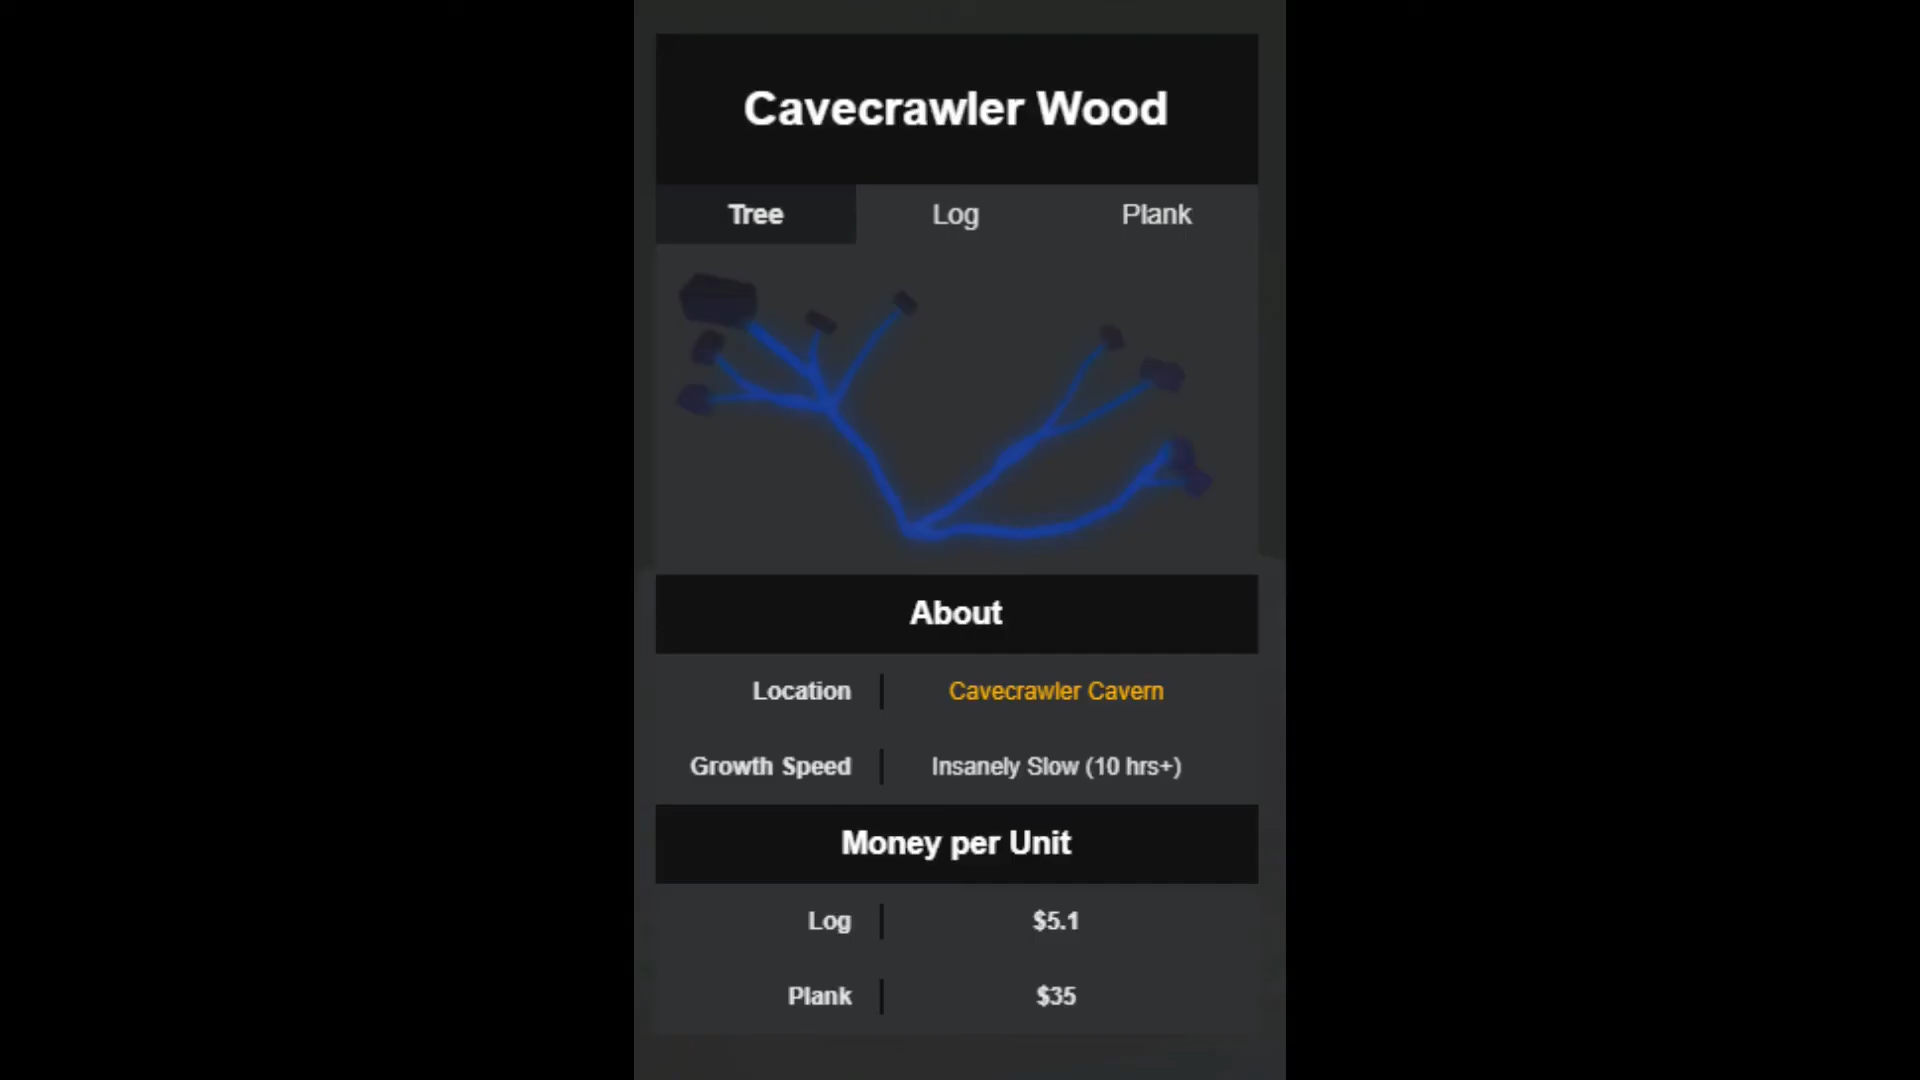 Cavecrawler Wood
Tree Log Plank
About
Location Cavecrawler Cavern
Growth Speed Insanely Slow (10 hrs+)
Money per Unit
Log $5.1
Plank $35